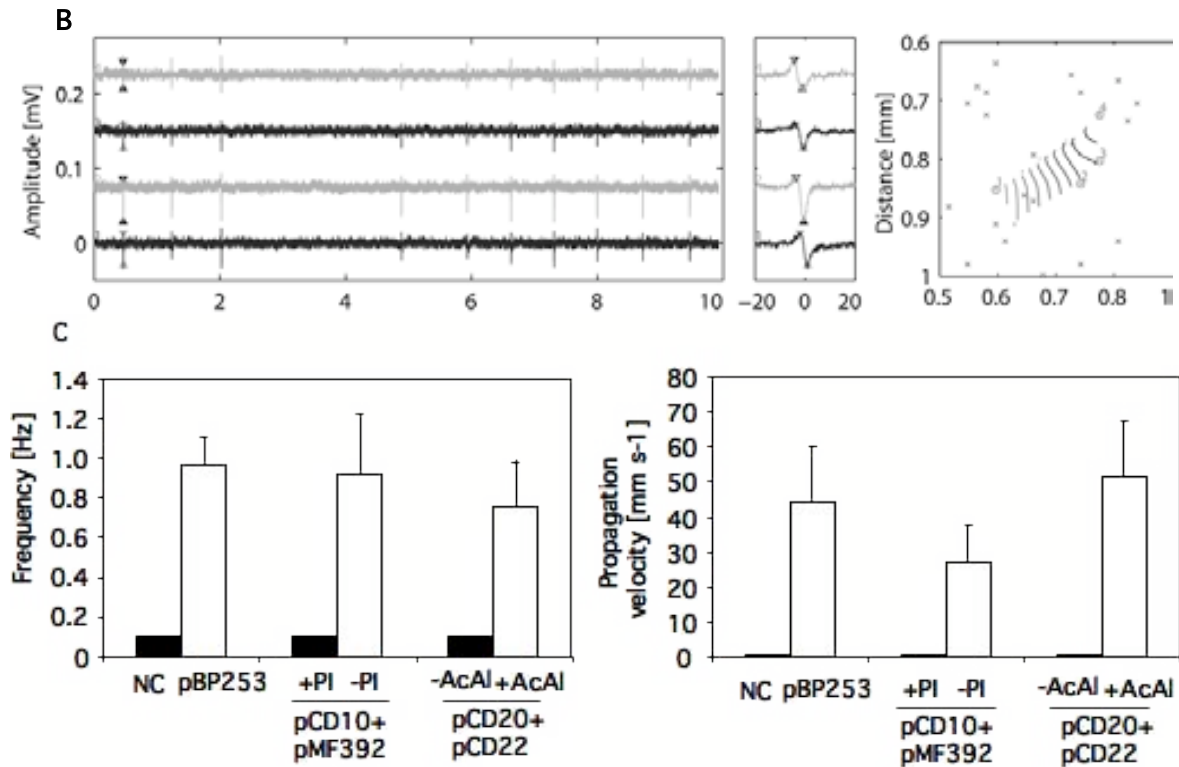 B
Amplitude [mV]
0.2
0.1
0
0 2 4 6 8 10
-20 0 20
Distance [mm]
0.6
0.7
0.8
0.9
1
0.5 0.6 0.7 0.8
C
Frequency [Hz]
1.4
1.2
1.0
0.8
0.6
0.4
0.2
0
NC pBP253 +PI -PI -AcAl +AcAl
pCD10+ pCD20+
pMF392 pCD22
Propagation
velocity [mm s-1]
80
70
60
50
40
30
20
10
0
NC pBP253 +PI -PI -AcAl +AcAl
pCD10+ pCD20+
pMF392 pCD22